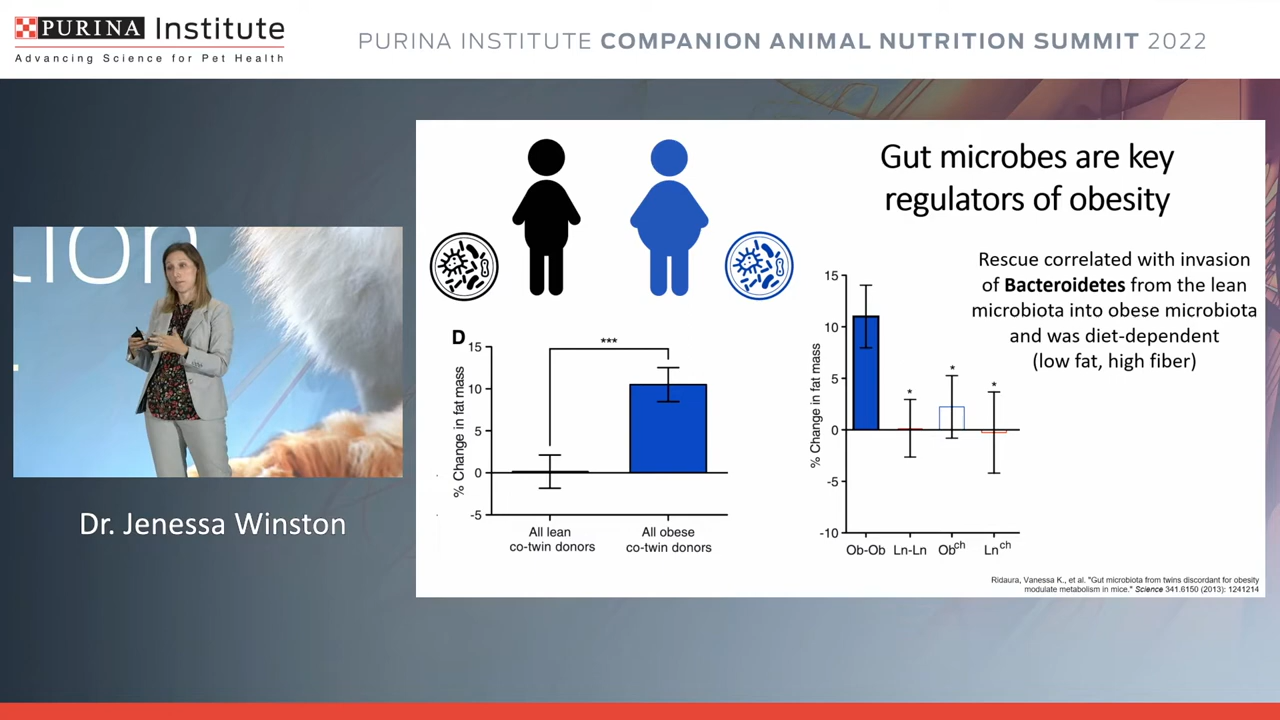 PURINA Institute
Advancing Science for Pet Health
PURINA INSTITUTE COMPANION ANIMAL NUTRITION SUMMIT 2022
tion
Dr. Jenessa Winston
Gut microbes are key
regulators of obesity
Rescue correlated with invasion
of Bacteroidetes from the lean
microbiota into obese microbiota
and was diet-dependent
(low fat, high fiber)
D
***
% Change in fat mass
15
10
5
0
-5
All lean
co-twin donors
All obese
co-twin donors
% Change in fat mass
15
10
5
0
-5
-10
*
*
*
Ob-Ob Ln-Ln Ob^ch Ln^ch
Ridaura, Vanessa K., et al. "Gut microbiota from twins discordant for obesity
modulate metabolism in mice." Science 341.6150 (2013): 1241214